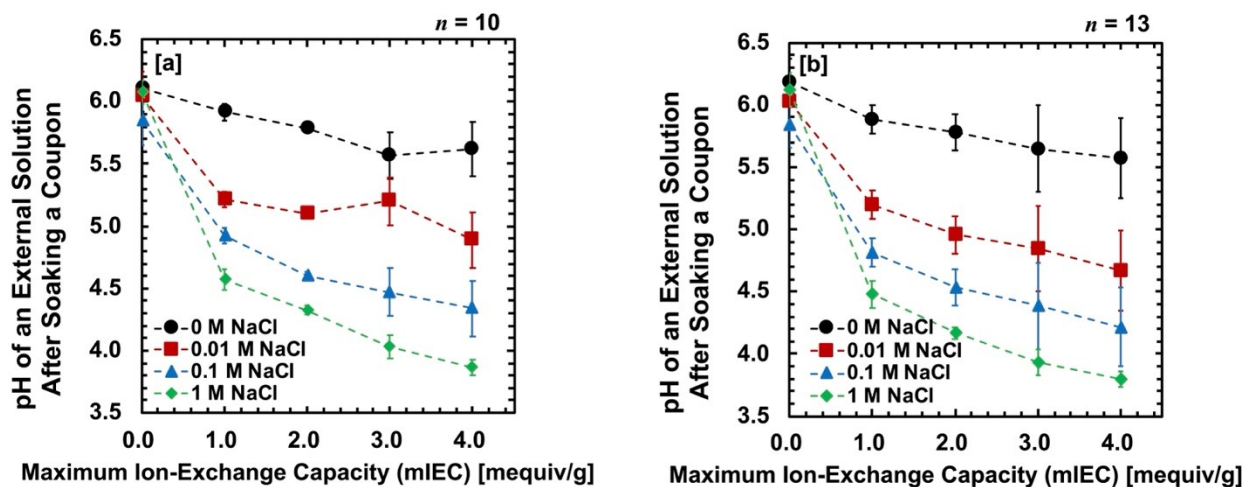 n = 10
[a]
pH of an External Solution
After Soaking a Coupon
6.5
6.0
5.5
5.0
4.5
4.0
3.5
0 M NaCl
0.01 M NaCl
0.1 M NaCl
1 M NaCl
0.0 1.0 2.0 3.0 4.0
Maximum Ion-Exchange Capacity (mIEC) [mequiv/g]
n = 13
[b]
pH of an External Solution
After Soaking a Coupon
6.5
6.0
5.5
5.0
4.5
4.0
3.5
0 M NaCl
0.01 M NaCl
0.1 M NaCl
1 M NaCl
0.0 1.0 2.0 3.0 4.0
Maximum Ion-Exchange Capacity (mIEC) [mequiv/g]